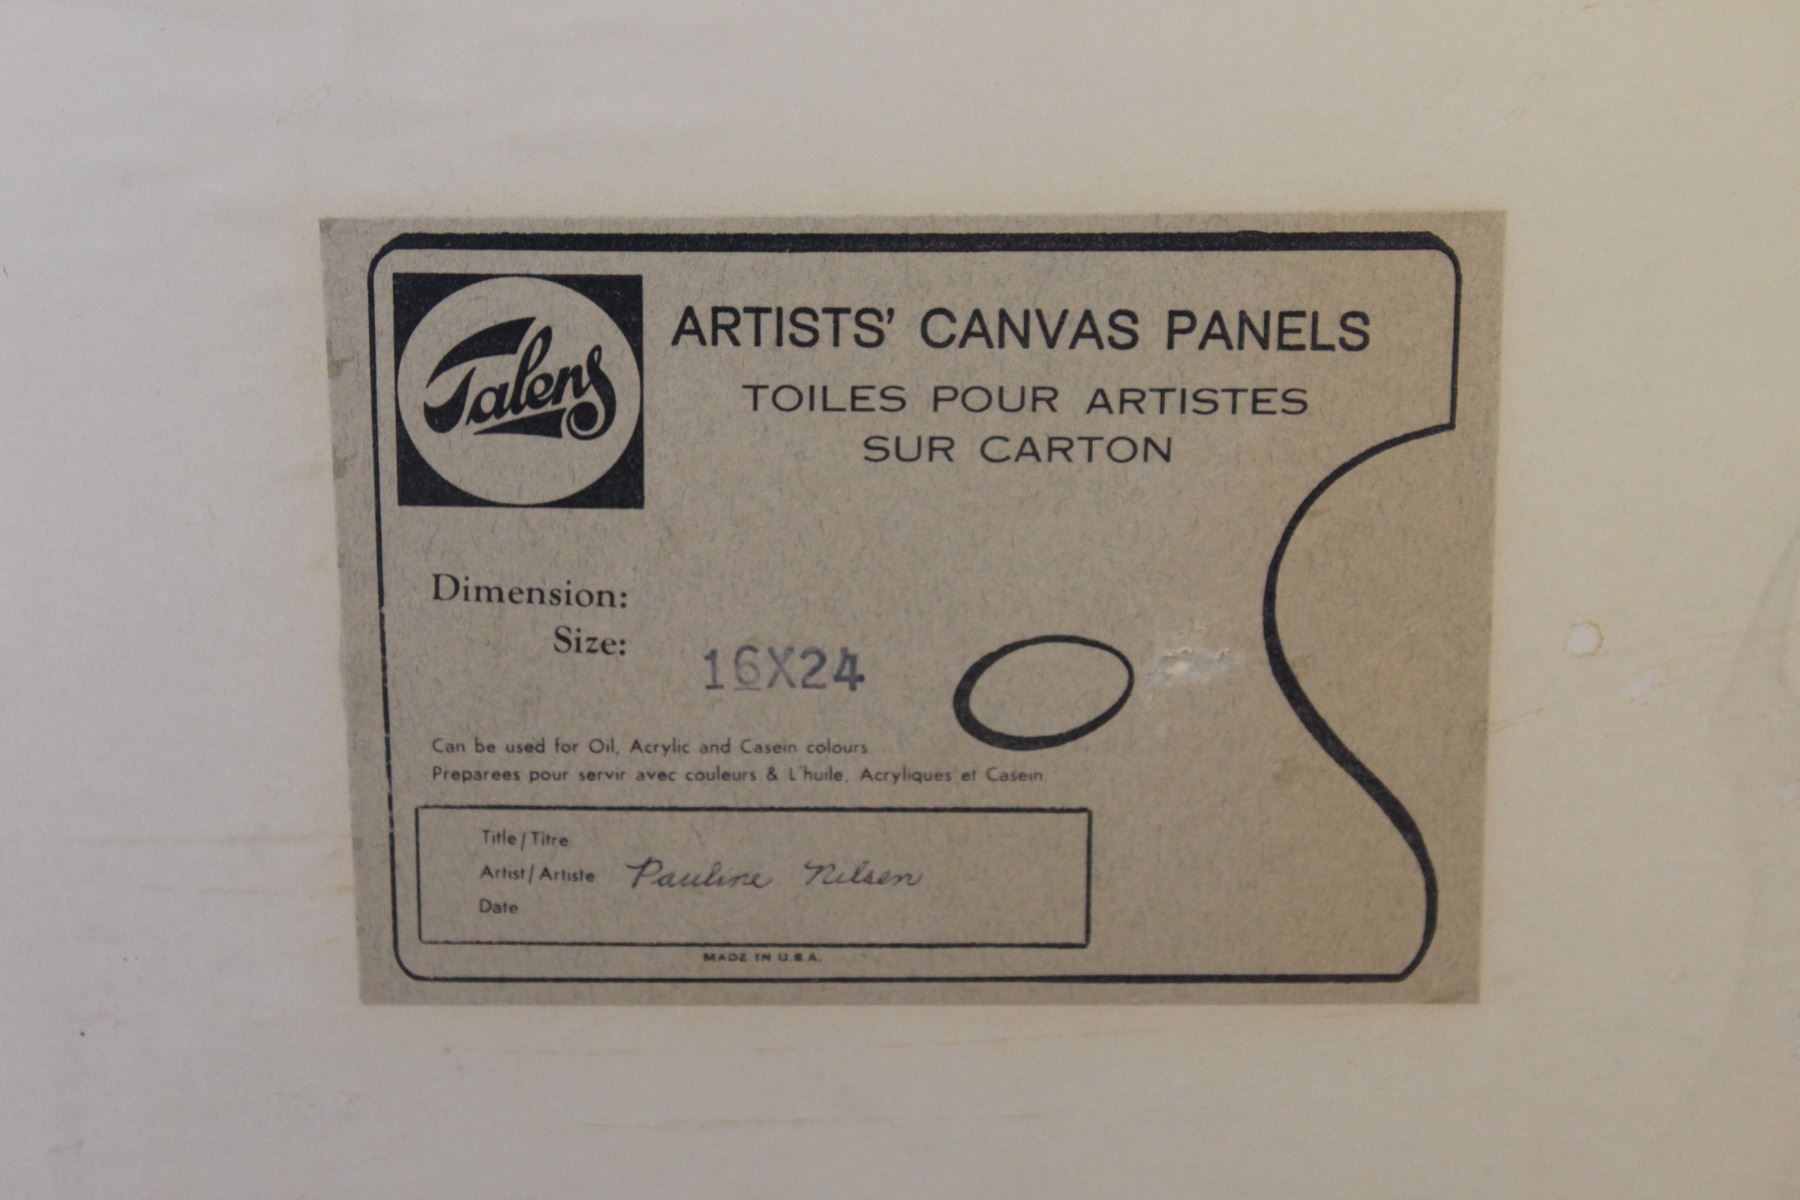 Talens
ARTISTS' CANVAS PANELS
TOILES POUR ARTISTES
SUR CARTON
Dimension:
Size:
16X24
Can be used for Oil, Acrylic and Casein colours
Preparees pour servir avec couleurs & L'huile, Acryliques et Casein
Title/Titre
Artist/Artiste Pauline Nilsen
Date
MADE IN U.S.A.